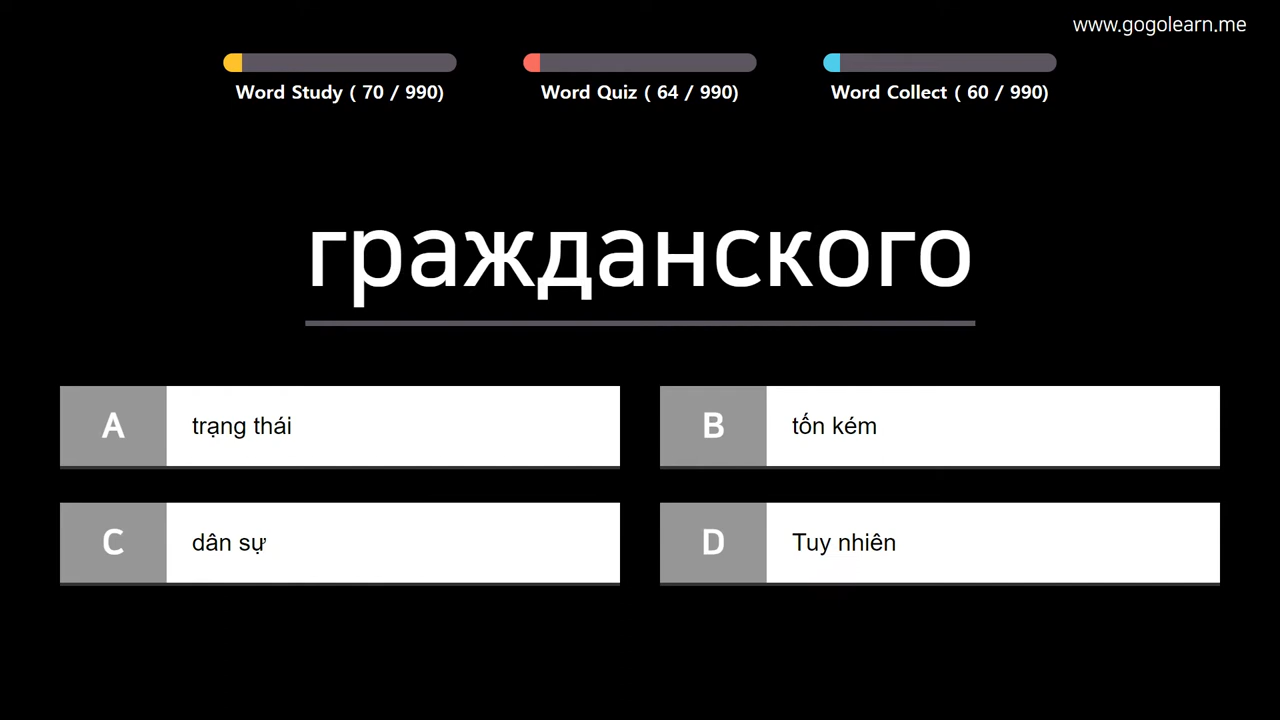 www.gogolearn.me
Word Study ( 70 / 990)
Word Quiz ( 64 / 990)
Word Collect ( 60 / 990)
гражданского
A trạng thái
B tốn kém
C dân sự
D Tuy nhiên